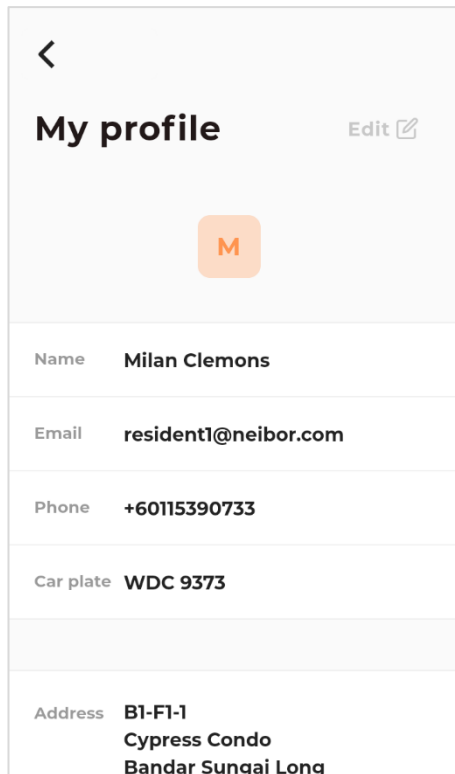 My profile
Edit
M
Name Milan Clemons
Email resident1@neibor.com
Phone +60115390733
Car plate WDC 9373
Address B1-F1-1
Cypress Condo
Bandar Sungai Long